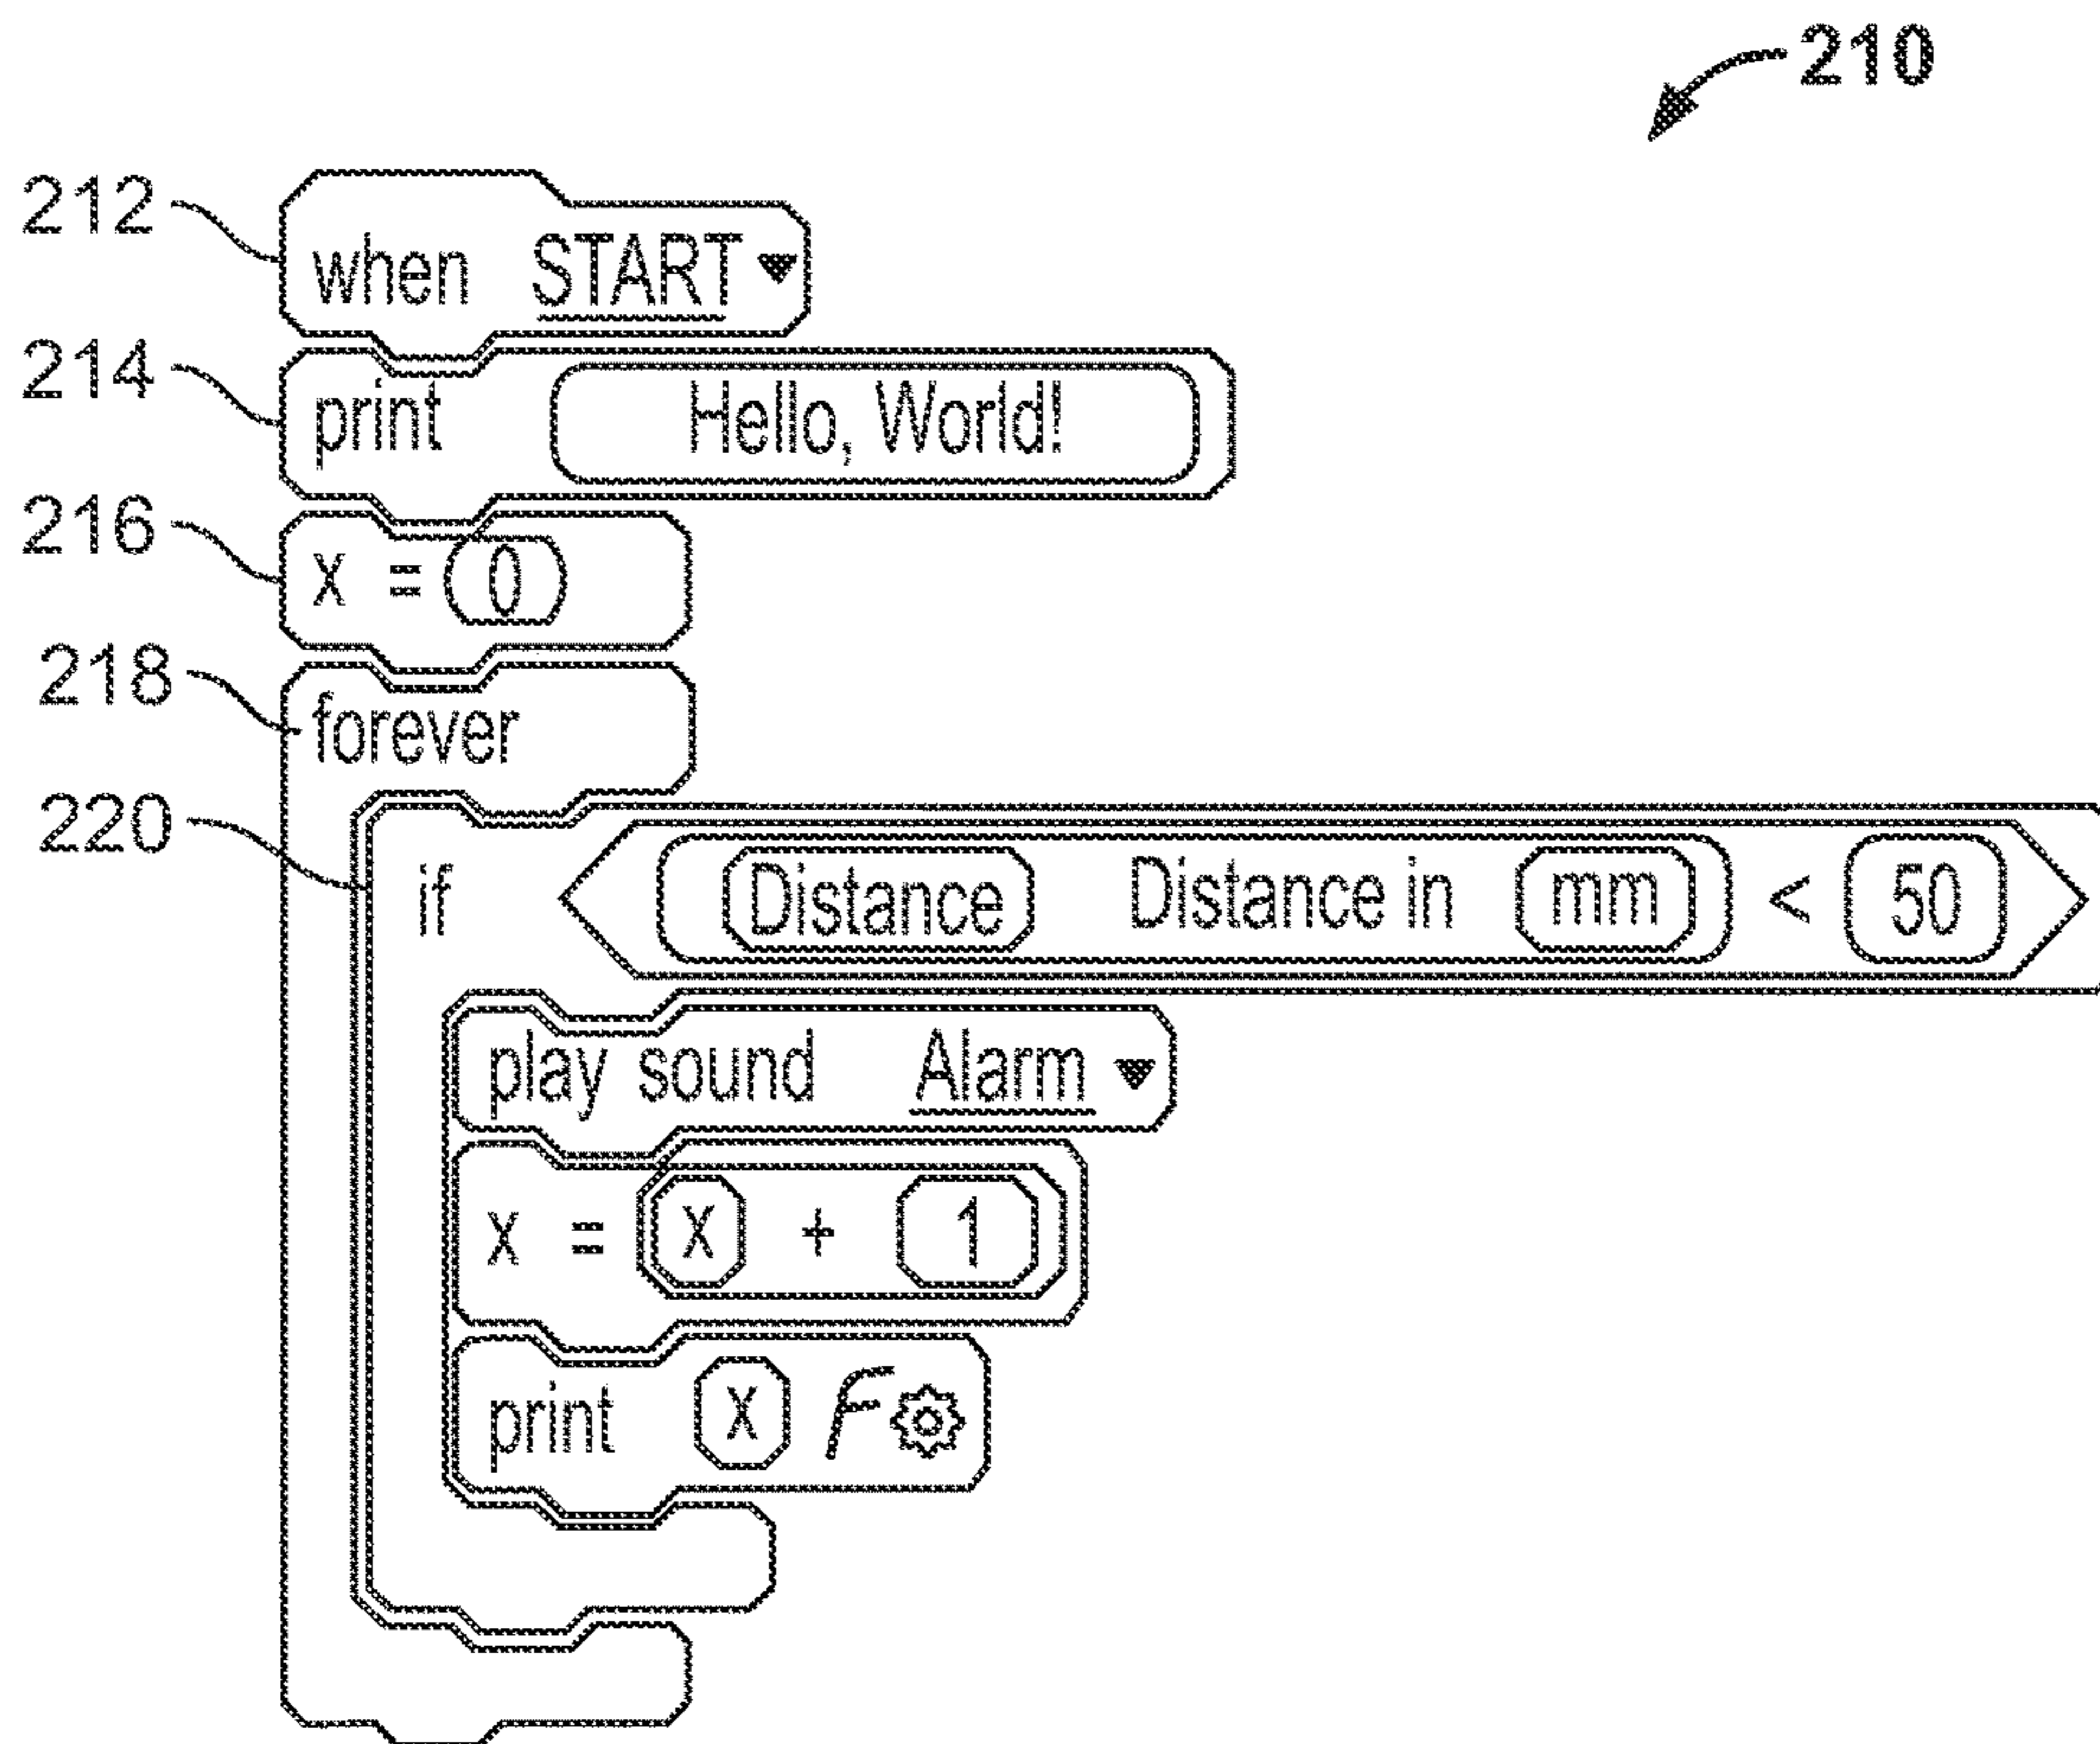 210
212 when START
214 print Hello, World!
216 x = 0
218 forever
220 if Distance Distance in mm < 50
play sound Alarm
x = x + 1
print x F